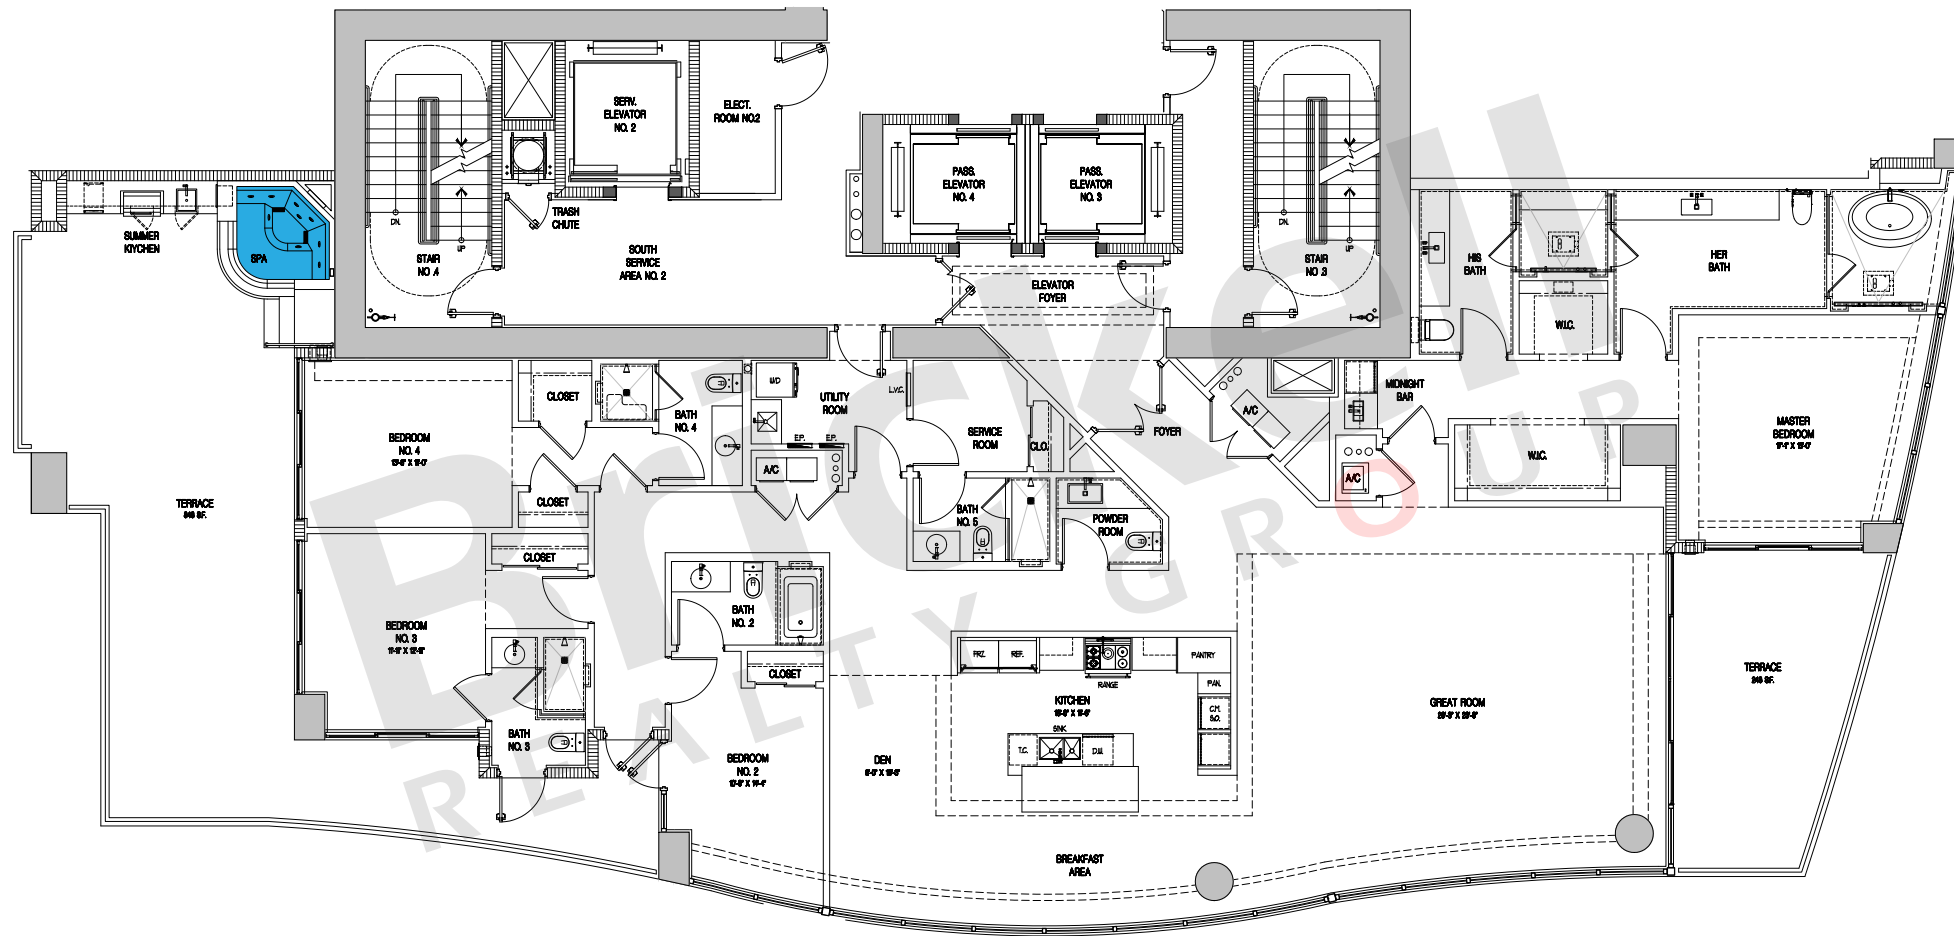 SERV.
ELEVATOR
NO. 2
ELECT.
ROOM NO.2
TRASH
CHUTE
DN.
UP
STAIR
NO .4
SOUTH
SERVICE
AREA NO. 2
PASS.
ELEVATOR
NO. 4
PASS.
ELEVATOR
NO. 3
ELEVATOR
FOYER
DN.
UP
STAIR
NO .3
SUMMER
KITYCHEN
SPA
HIS
BATH
HER
BATH
W.I.C.
CLOSET
BATH
NO. 4
W/D
UTILITY
ROOM
L.V.C.
E.P.
E.P.
A/C
SERVICE
ROOM
CLO.
FOYER
A/C
MIDNIGHT
BAR
A/C
W.I.C.
MASTER
BEDROOM
BEDROOM
NO. 4
CLOSET
TERRACE
CLOSET
BATH
NO. 5
POWDER
ROOM
BEDROOM
NO. 3
BATH
NO. 2
CLOSET
BATH
NO. 3
FRZ.
REF.
RANGE
PANTRY
PAN.
KITCHEN
SINK
T.C.
D.W.
BEDROOM
NO. 2
DEN
GREAT ROOM
TERRACE
BREAKFAST
AREA
Brickell
REALTY GROUP